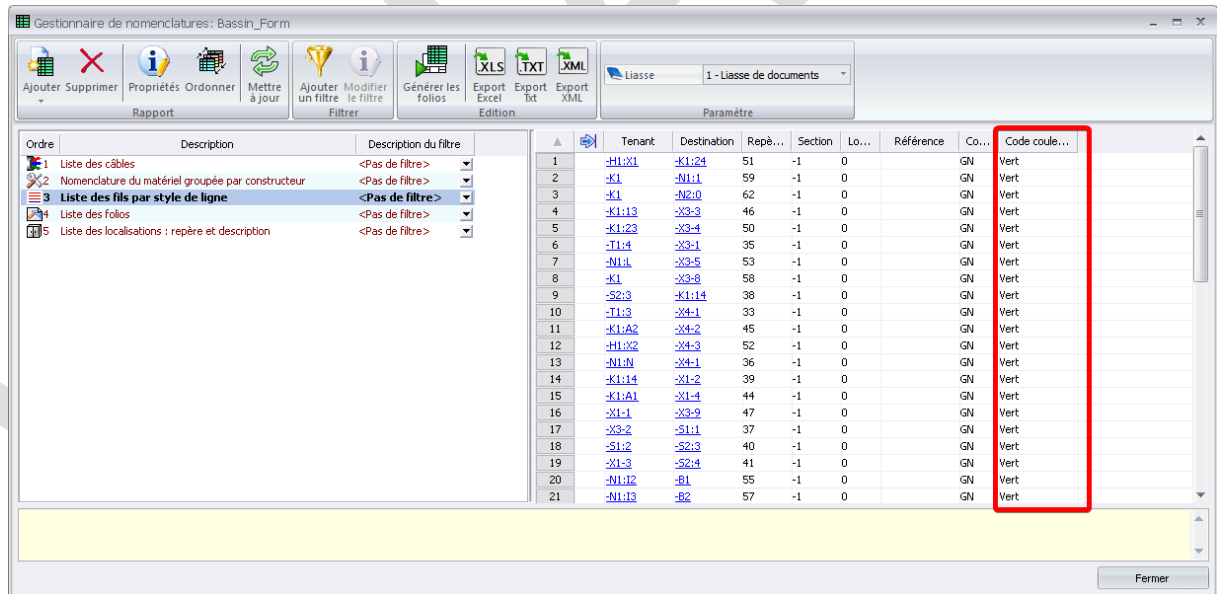 Gestionnaire de nomenclatures: Bassin_Form
Ajouter Supprimer Propriétés Ordonner Mettre à jour Ajouter un filtre Modifier le filtre Générer les folios XLS Export Excel TXT Export Txt XML Export XML Liasse 1 - Liasse de documents
Rapport Filtrer Edition Paramètre
Ordre Description Description du filtre
1 Liste des câbles <Pas de filtre>
2 Nomenclature du matériel groupée par constructeur <Pas de filtre>
3 Liste des fils par style de ligne <Pas de filtre>
4 Liste des folios <Pas de filtre>
5 Liste des localisations : repère et description <Pas de filtre>
Tenant Destination Repè... Section Lo... Référence Co... Code coule...
1 -H1:X1 -K1:24 51 -1 0 GN Vert
2 -K1 -N1:1 59 -1 0 GN Vert
3 -K1 -N2:0 62 -1 0 GN Vert
4 -K1:13 -X3-3 46 -1 0 GN Vert
5 -K1:23 -X3-4 50 -1 0 GN Vert
6 -T1:4 -X3-1 35 -1 0 GN Vert
7 -N1:L -X3-5 53 -1 0 GN Vert
8 -K1 -X3-8 58 -1 0 GN Vert
9 -S2:3 -K1:14 38 -1 0 GN Vert
10 -T1:3 -X4-1 33 -1 0 GN Vert
11 -K1:A2 -X4-2 45 -1 0 GN Vert
12 -H1:X2 -X4-3 52 -1 0 GN Vert
13 -N1:N -X4-1 36 -1 0 GN Vert
14 -K1:14 -X1-2 39 -1 0 GN Vert
15 -K1:A1 -X1-4 44 -1 0 GN Vert
16 -X1-1 -X3-9 47 -1 0 GN Vert
17 -X3-2 -S1:1 37 -1 0 GN Vert
18 -S1:2 -S2:3 40 -1 0 GN Vert
19 -X1-3 -S2:4 41 -1 0 GN Vert
20 -N1:I2 -B1 55 -1 0 GN Vert
21 -N1:I3 -B2 57 -1 0 GN Vert
Fermer